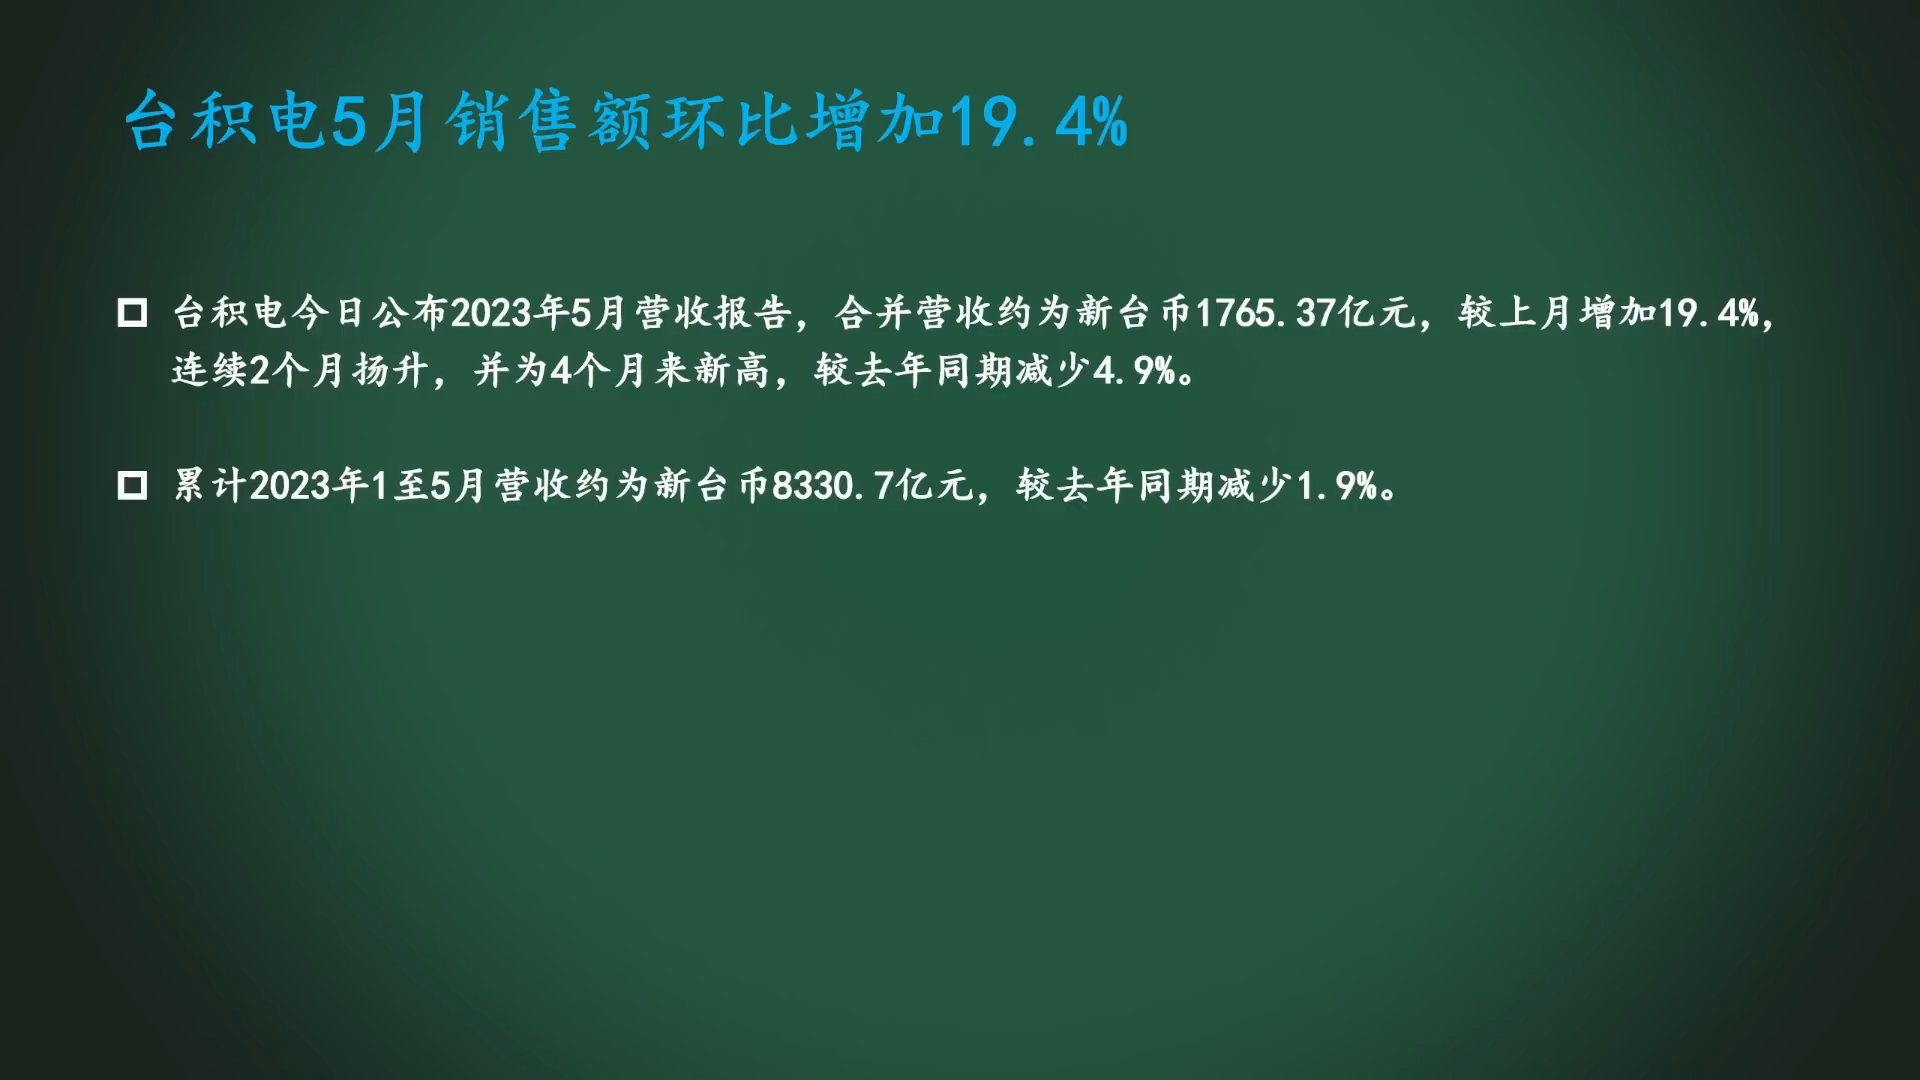 台积电5月销售额环比增加19.4%
台积电今日公布2023年5月营收报告，合并营收约为新台币1765.37亿元，较上月增加19.4%，
连续2个月扬升，并为4个月来新高，较去年同期减少4.9%。
累计2023年1至5月营收约为新台币8330.7亿元，较去年同期减少1.9%。